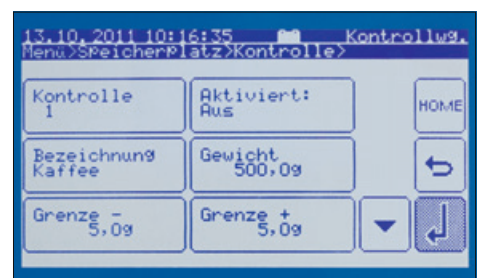 13.10.2011 10:16:35 Kontrollwg.
Menü>Speicherplatz>Kontrolle>
Kontrolle
1
Aktiviert:
Aus
HOME
Bezeichnung
Kaffee
Gewicht
500,0g
Grenze -
5,0g
Grenze +
5,0g